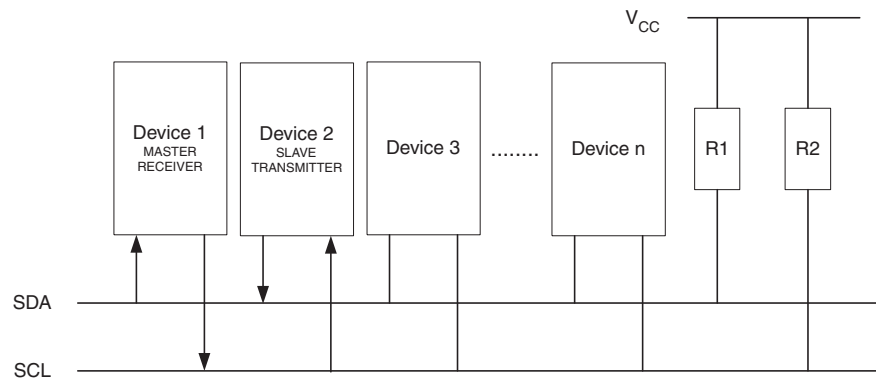 V_CC
Device 1
MASTER
RECEIVER
Device 2
SLAVE
TRANSMITTER
Device 3
........
Device n
R1
R2
SDA
SCL